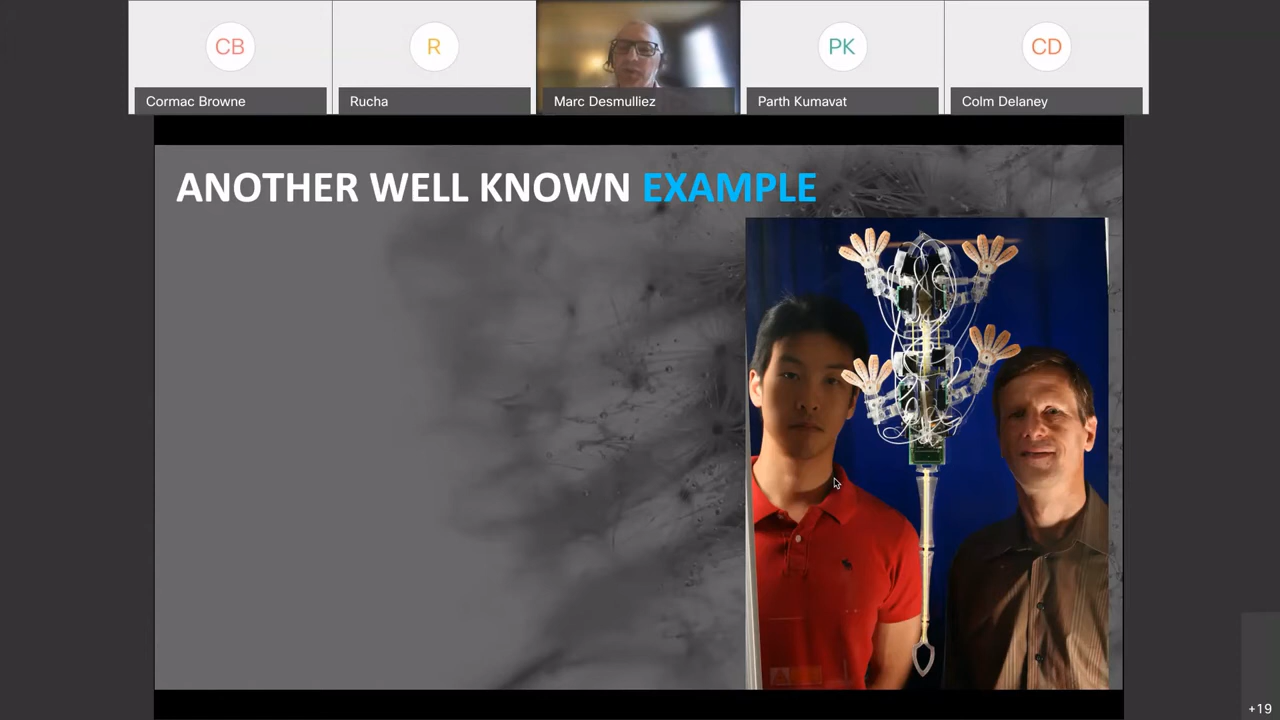 CB
R
PK
CD
Cormac Browne
Rucha
Marc Desmulliez
Parth Kumavat
Colm Delaney
ANOTHER WELL KNOWN EXAMPLE
+19